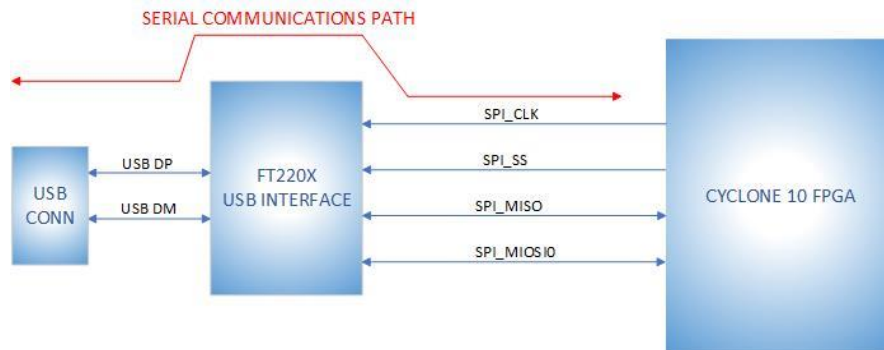 SERIAL COMMUNICATIONS PATH
SPI_CLK
USB DP
SPI_SS
USB
CONN
FT220X
USB INTERFACE
CYCLONE 10 FPGA
USB DM
SPI_MISO
SPI_MIOSI0